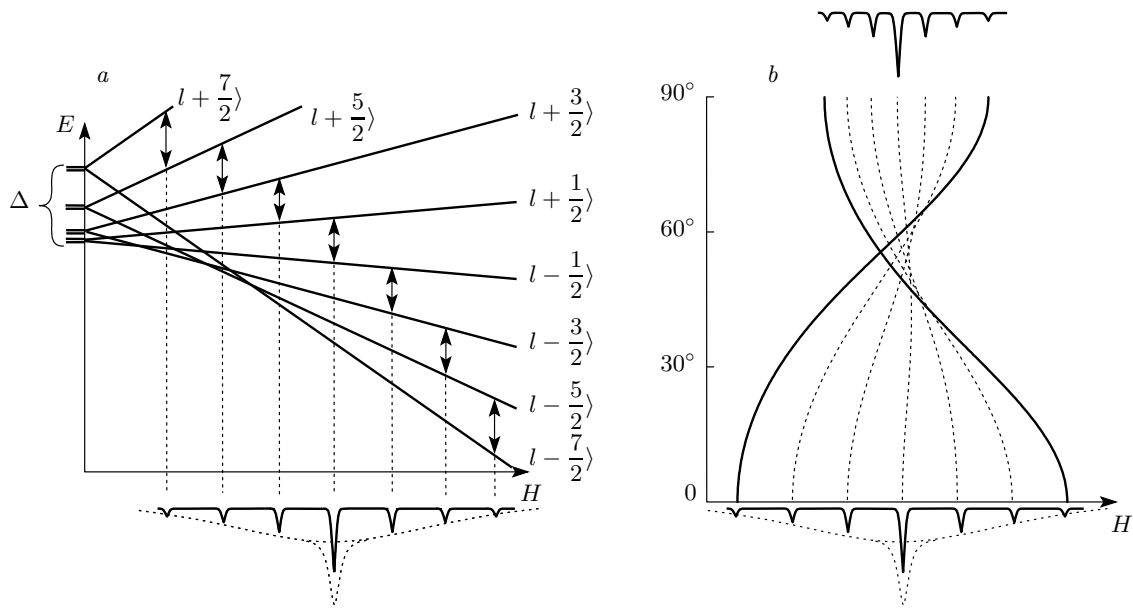 a
E
Δ
l + 7/2⟩
l + 5/2⟩
l + 3/2⟩
l + 1/2⟩
l − 1/2⟩
l − 3/2⟩
l − 5/2⟩
l − 7/2⟩
H
b
90°
60°
30°
0
H